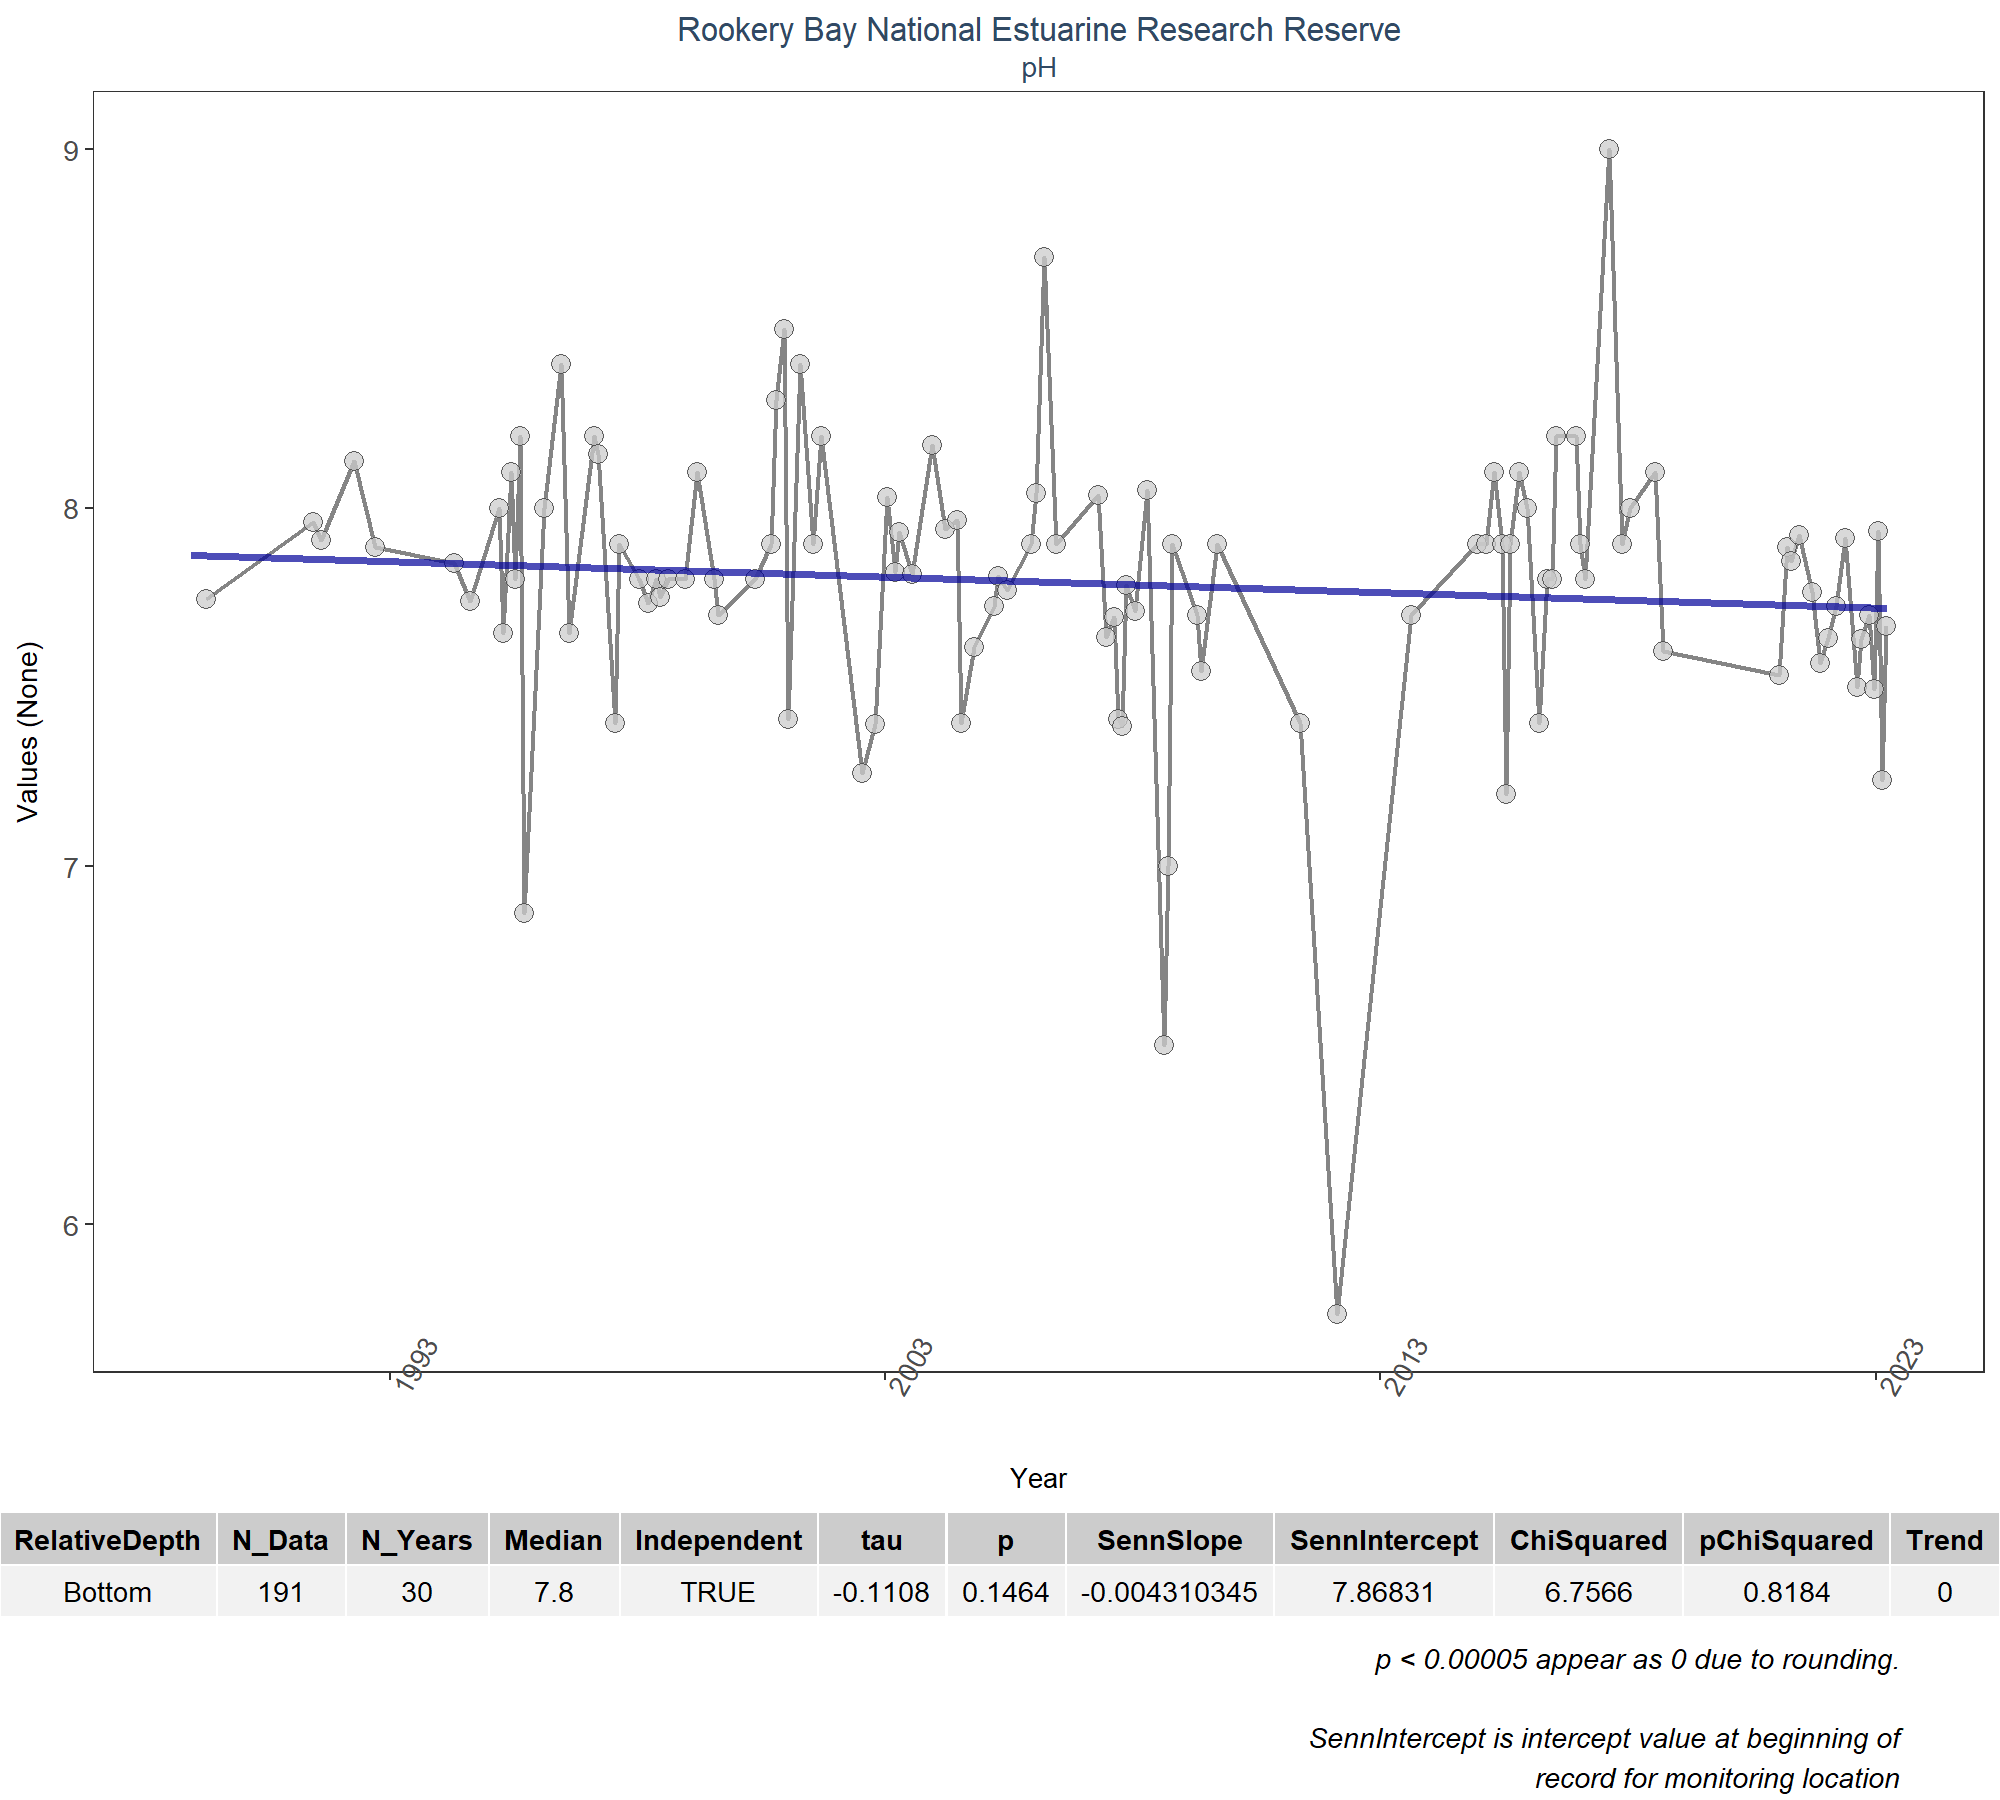 Rookery Bay National Estuarine Research Reserve
pH
9
8
7
6
Values (None)
1993
2003
2013
2023
Year
RelativeDepth N_Data N_Years Median Independent tau p SennSlope SennIntercept ChiSquared pChiSquared Trend
Bottom 191 30 7.8 TRUE -0.1108 0.1464 -0.004310345 7.86831 6.7566 0.8184 0
p < 0.00005 appear as 0 due to rounding.
SennIntercept is intercept value at beginning of
record for monitoring location